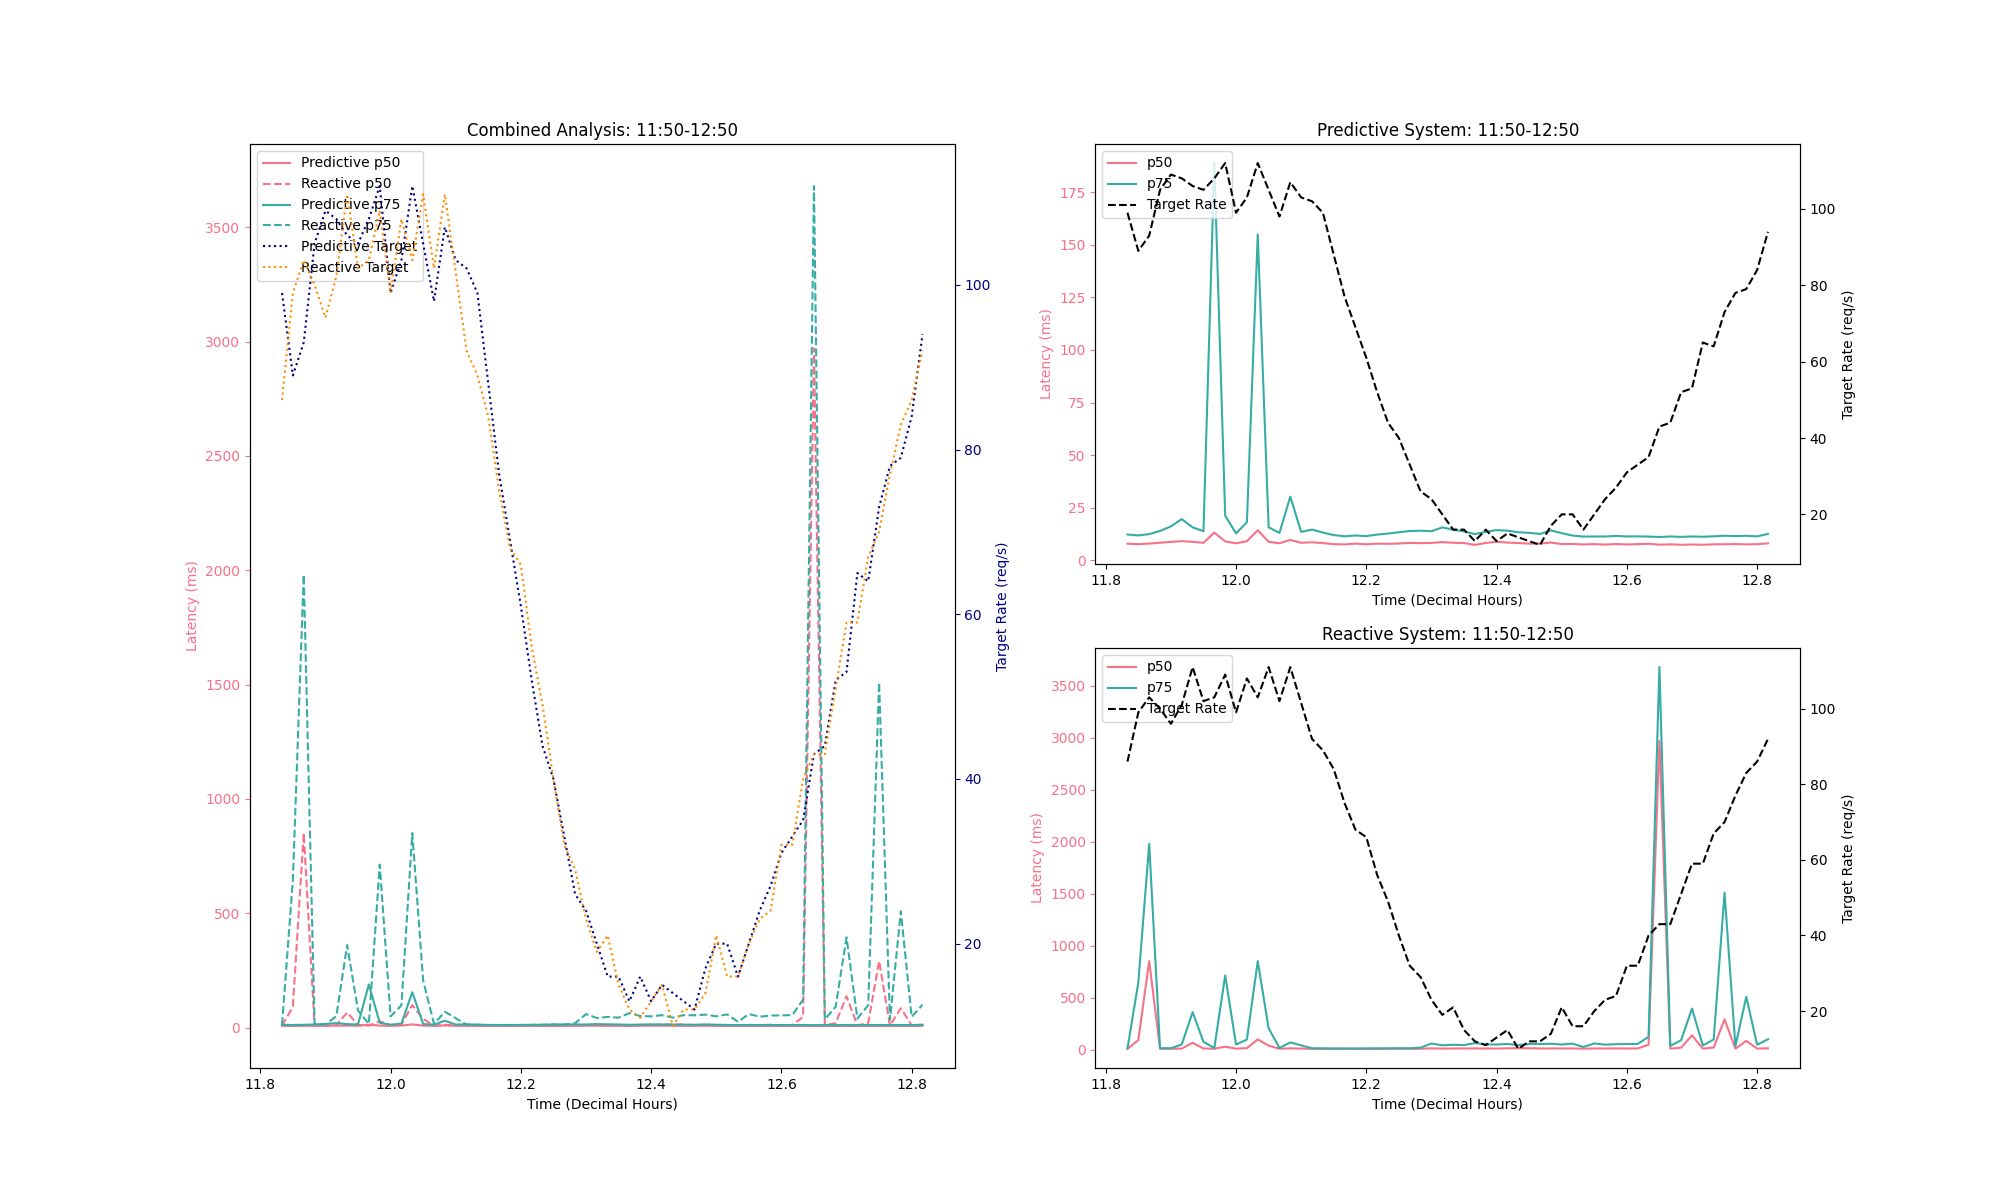 Combined Analysis: 11:50-12:50
Predictive p50
Reactive p50
Predictive p75
Reactive p75
Predictive Target
Reactive Target
3500
3000
2500
2000
1500
1000
500
0
Latency (ms)
100
80
60
40
20
Target Rate (req/s)
11.8 12.0 12.2 12.4 12.6 12.8
Time (Decimal Hours)
Predictive System: 11:50-12:50
p50
p75
Target Rate
175
150
125
100
75
50
25
0
Latency (ms)
100
80
60
40
20
Target Rate (req/s)
11.8 12.0 12.2 12.4 12.6 12.8
Time (Decimal Hours)
Reactive System: 11:50-12:50
p50
p75
Target Rate
3500
3000
2500
2000
1500
1000
500
0
Latency (ms)
100
80
60
40
20
Target Rate (req/s)
11.8 12.0 12.2 12.4 12.6 12.8
Time (Decimal Hours)